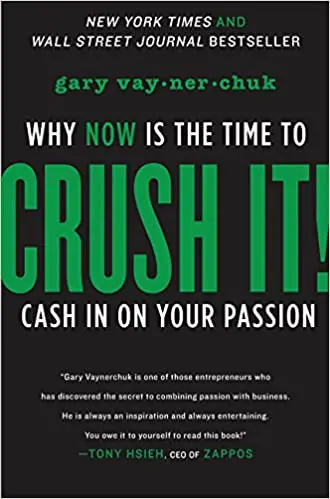 NEW YORK TIMES AND
WALL STREET JOURNAL BESTSELLER
gary vay·ner·chuk
WHY NOW IS THE TIME TO
CRUSH IT!
CASH IN ON YOUR PASSION
"Gary Vaynerchuk is one of those entrepreneurs who
has discovered the secret to combining passion with business.
He is always an inspiration and always entertaining.
You owe it to yourself to read this book!"
—TONY HSIEH, CEO OF ZAPPOS